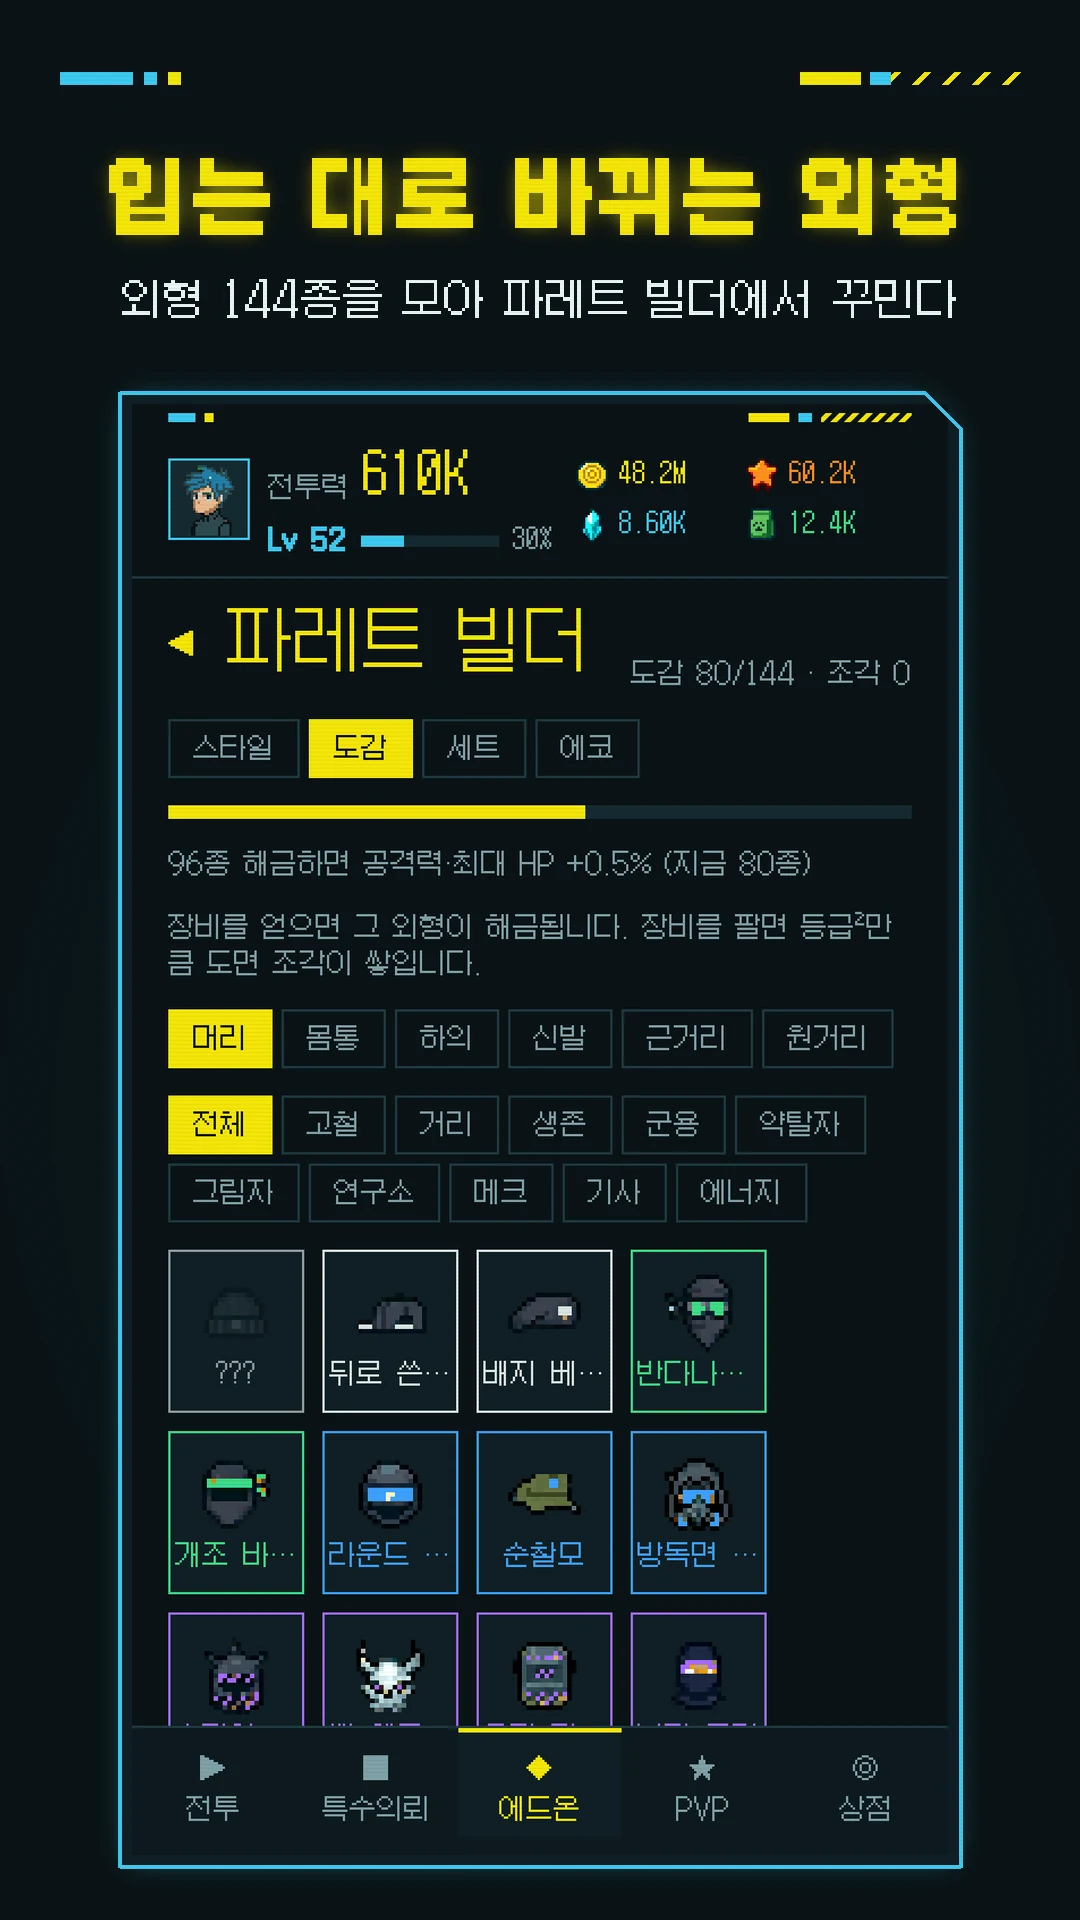 입는 대로 바뀌는 외형
외형 144종을 모아 파레트 빌더에서 꾸민다
전투력 610K
48.2M
60.2K
Lv 52
30%
8.60K
12.4K
◀ 파레트 빌더
도감 80/144 · 조각 0
스타일 도감 세트 에코
96종 해금하면 공격력·최대 HP +0.5% (지금 80종)
장비를 얻으면 그 외형이 해금됩니다. 장비를 팔면 등급²만
큼 도면 조각이 쌓입니다.
머리 몸통 하의 신발 근거리 원거리
전체 고철 거리 생존 군용 약탈자
그림자 연구소 메크 기사 에너지
??? 뒤로 쓴… 배지 베… 반다나…
개조 바… 라운드 … 순찰모 방독면 …
전투 특수의뢰 에드온 PVP 상점